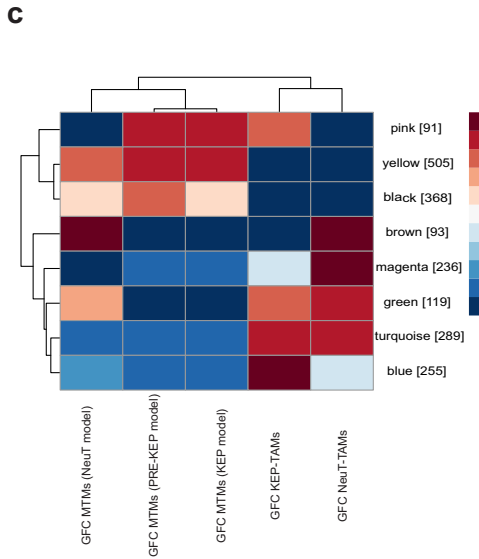 c
pink [91]
yellow [505]
black [368]
brown [93]
magenta [236]
green [119]
turquoise [289]
blue [255]
GFC MTMs (NeuT model)
GFC MTMs (PRE-KEP model)
GFC MTMs (KEP model)
GFC KEP-TAMs
GFC NeuT-TAMs